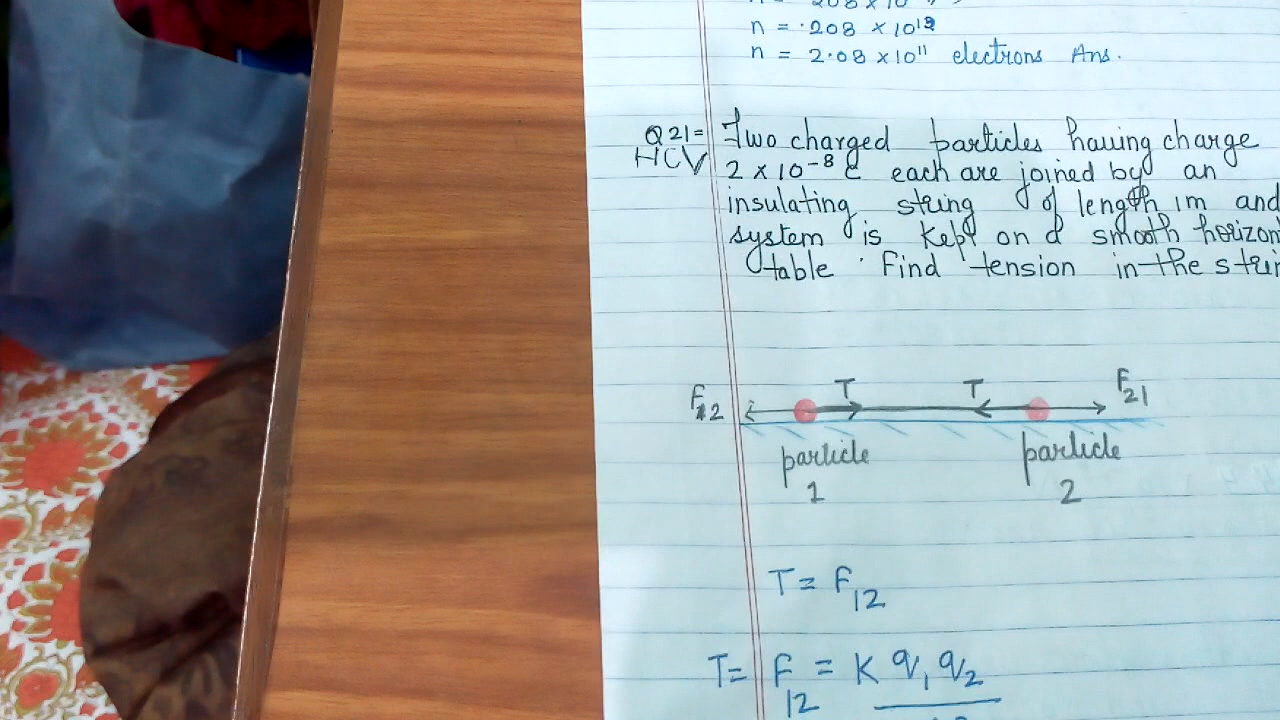 n = .208 × 10¹²
n = 2.08 × 10¹¹ electrons Ans.
Q21= Two charged particles having charge
HCV 2 × 10⁻⁸ C each are joined by an
insulating string of length 1m and
system is kept on a smooth horizon
table . Find tension in the
F₁₂ T T F₂₁
particle 1 particle 2
T = F₁₂
T = F₁₂ = K q₁ q₂